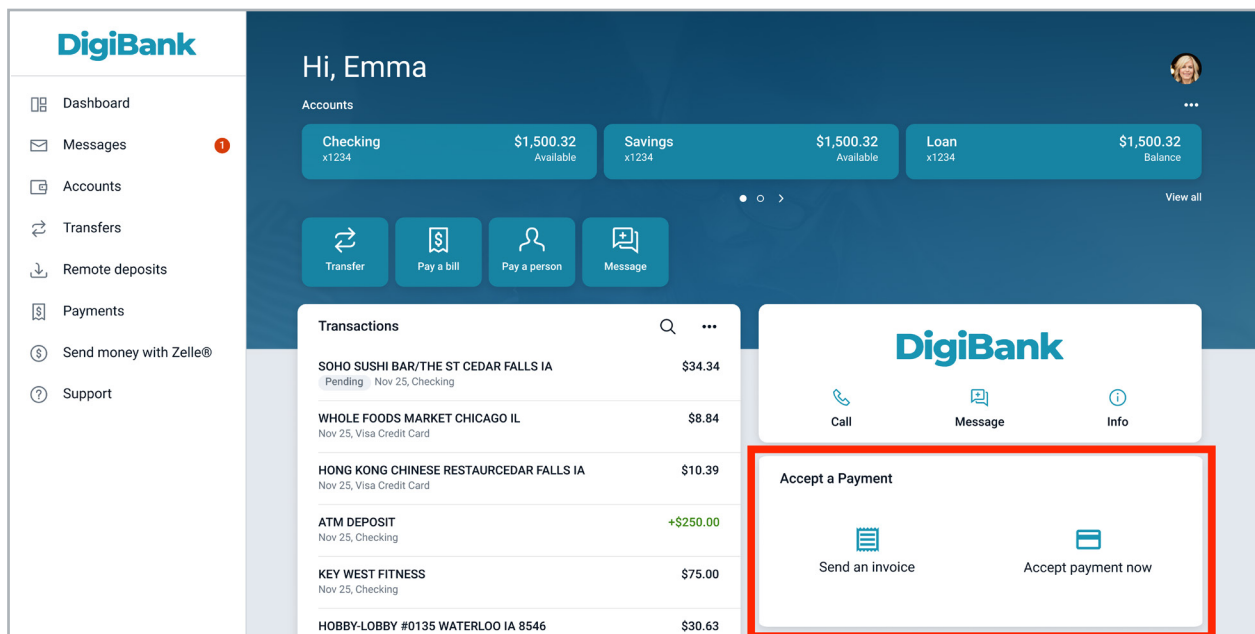 DigiBank
Dashboard
Messages 1
Accounts
Transfers
Remote deposits
Payments
Send money with Zelle®
Support
Hi, Emma
Accounts
Checking $1,500.32
x1234 Available
Savings $1,500.32
x1234 Available
Loan $1,500.32
x1234 Balance
View all
Transfer
Pay a bill
Pay a person
Message
Transactions
SOHO SUSHI BAR/THE ST CEDAR FALLS IA $34.34
Pending Nov 25, Checking
WHOLE FOODS MARKET CHICAGO IL $8.84
Nov 25, Visa Credit Card
HONG KONG CHINESE RESTAURCEDAR FALLS IA $10.39
Nov 25, Visa Credit Card
ATM DEPOSIT +$250.00
Nov 25, Checking
KEY WEST FITNESS $75.00
Nov 25, Checking
HOBBY-LOBBY #0135 WATERLOO IA 8546 $30.63
DigiBank
Call
Message
Info
Accept a Payment
Send an invoice
Accept payment now